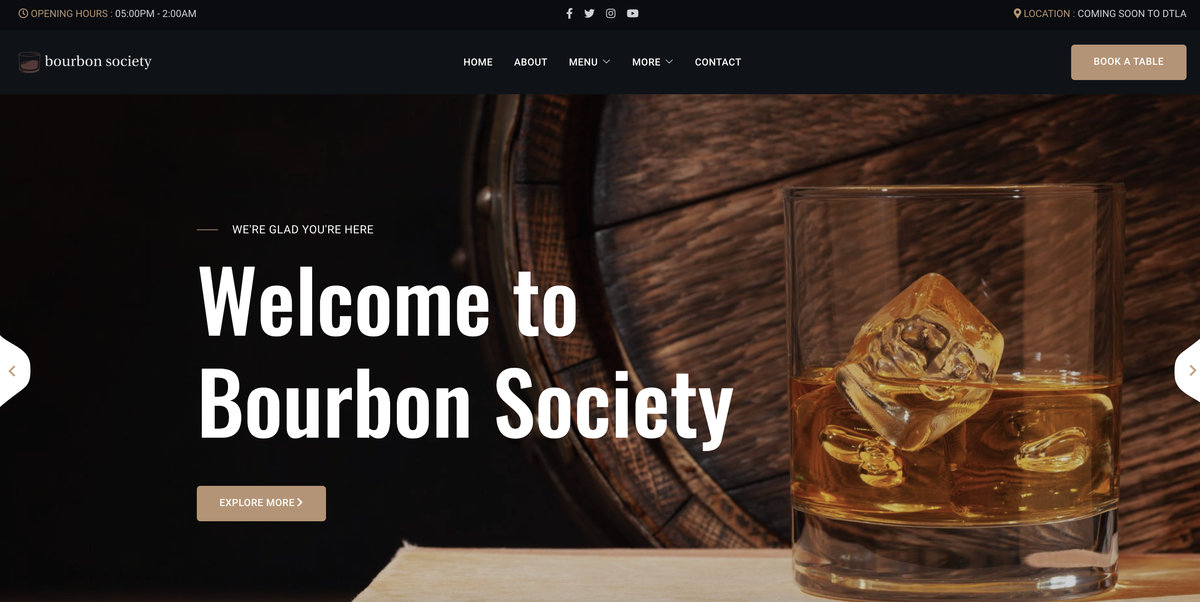 OPENING HOURS : 05:00PM - 2:00AM
LOCATION : COMING SOON TO DTLA
bourbon society
HOME ABOUT MENU MORE CONTACT
BOOK A TABLE
WE'RE GLAD YOU'RE HERE
Welcome to
Bourbon Society
EXPLORE MORE